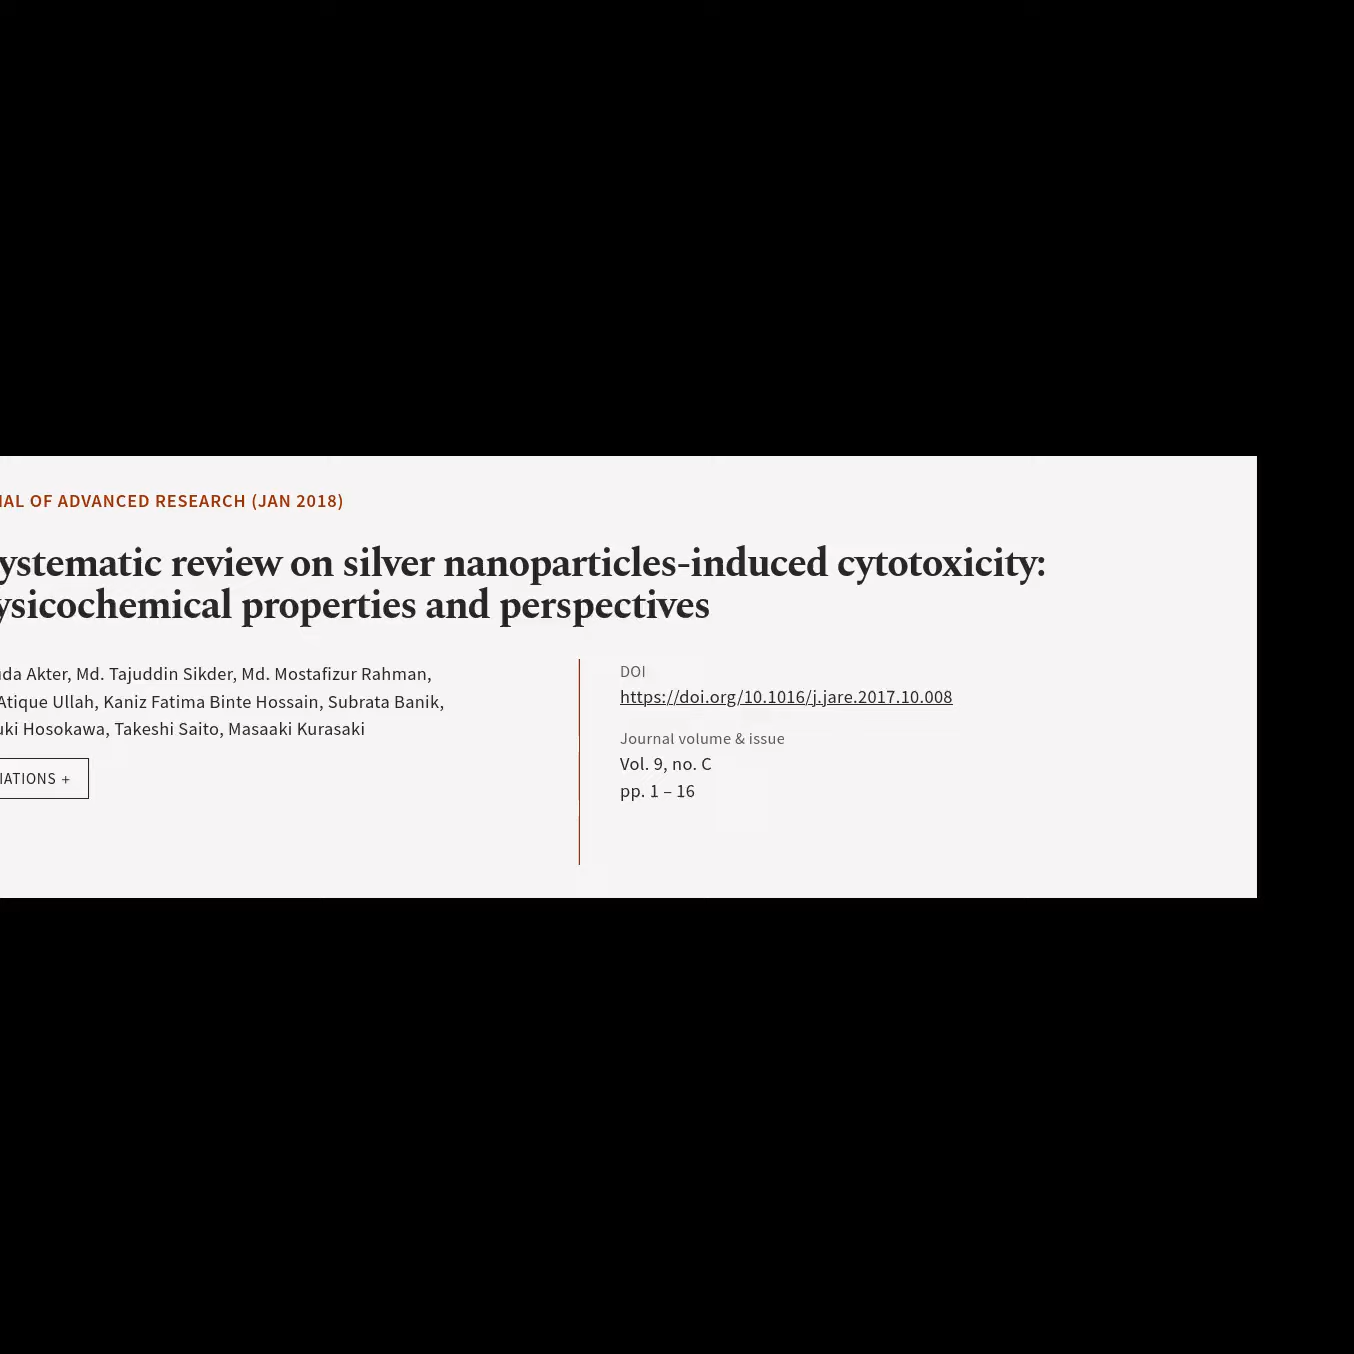 NAL OF ADVANCED RESEARCH (JAN 2018)
ystematic review on silver nanoparticles-induced cytotoxicity:
ysicochemical properties and perspectives
da Akter, Md. Tajuddin Sikder, Md. Mostafizur Rahman,
Atique Ullah, Kaniz Fatima Binte Hossain, Subrata Banik,
uki Hosokawa, Takeshi Saito, Masaaki Kurasaki
IATIONS +
DOI
https://doi.org/10.1016/j.jare.2017.10.008
Journal volume & issue
Vol. 9, no. C
pp. 1 – 16